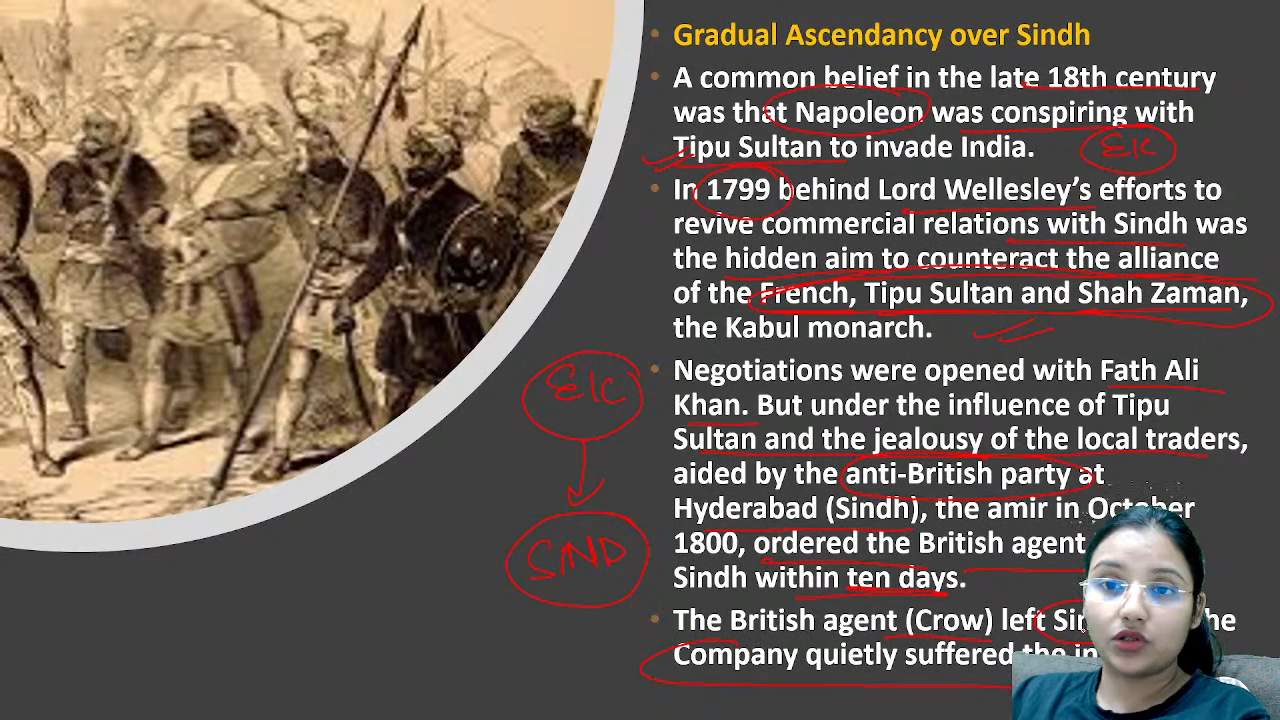 Gradual Ascendancy over Sindh
A common belief in the late 18th century
was that Napoleon was conspiring with
Tipu Sultan to invade India.
In 1799 behind Lord Wellesley's efforts to
revive commercial relations with Sindh was
the hidden aim to counteract the alliance
of the French, Tipu Sultan and Shah Zaman,
the Kabul monarch.
Negotiations were opened with Fath Ali
Khan. But under the influence of Tipu
Sultan and the jealousy of the local traders,
aided by the anti-British party at
Hyderabad (Sindh), the amir in October
1800, ordered the British agent
Sindh within ten days.
The British agent (Crow) left
Company quietly suffered the
SIND